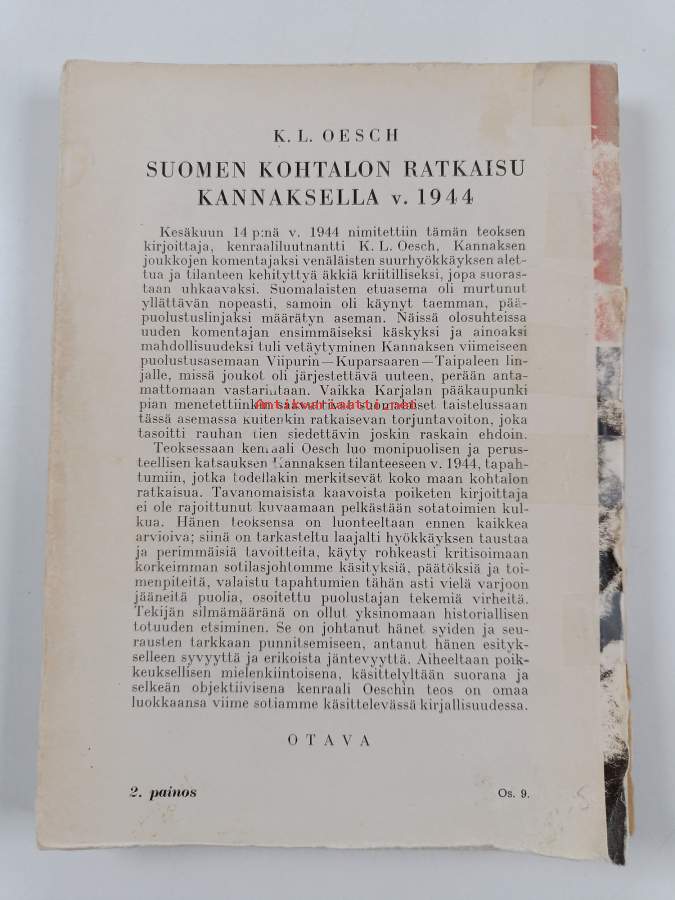 K. L. OESCH
SUOMEN KOHTALON RATKAISU
KANNAKSELLA v. 1944
Kesäkuun 14 p:nä v. 1944 nimitettiin tämän teoksen
kirjoittaja, kenraaliluutnantti K. L. Oesch, Kannaksen
joukkojen komentajaksi venäläisten suurhyökkäyksen alet-
tua ja tilanteen kehityttyä äkkiä kriitilliseksi, jopa suoras-
taan uhkaavaksi. Suomalaisten etuasema oli murtunut
yllättävän nopeasti, samoin oli käynyt taemman, pää-
puolustuslinjaksi määrätyn aseman. Näissä olosuhteissa
uuden komentajan ensimmäiseksi käskyksi ja ainoaksi
mahdollisuudeksi tuli vetäytyminen Kannaksen viimeiseen
puolustusasemaan Viipurin—Kuparsaaren—Taipaleen lin-
jalle, missä joukot oli järjestettävä uuteen, perään anta-
mattomaan vastarintaan. Vaikka Karjalan pääkaupunki
pian menetettiinkin, saavuttivat suomalaiset taistelussaan
Antikvariaatti.net
tässä asemassa kuitenkin ratkaisevan torjuntavoiton, joka
tasoitti rauhan tien siedettävin joskin raskain ehdoin.
Teoksessaan kenraali Oesch luo monipuolisen ja perus-
teellisen katsauksen Kannaksen tilanteeseen v. 1944, tapah-
tumiin, jotka todellakin merkitsevät koko maan kohtalon
ratkaisua. Tavanomaisista kaavoista poiketen kirjoittaja
ei ole rajoittunut kuvaamaan pelkästään sotatoimien kul-
kua. Hänen teoksensa on luonteeltaan ennen kaikkea
arvioiva; siinä on tarkasteltu laajalti hyökkäyksen taustaa
ja perimmäisiä tavoitteita, käyty rohkeasti kritisoimaan
korkeimman sotilasjohtomme käsityksiä, päätöksiä ja toi-
menpiteitä, valaistu tapahtumien tähän asti vielä varjoon
jääneitä puolia, osoitettu puolustajan tekemiä virheitä.
Tekijän silmämääränä on ollut yksinomaan historiallisen
totuuden etsiminen. Se on johtanut hänet syiden ja seu-
rausten tarkkaan punnitsemiseen, antanut hänen esityk-
selleen syvyyttä ja erikoista jäntevyyttä. Aiheeltaan poik-
keuksellisen mielenkiintoisena, käsittelyltään suorana ja
selkeän objektiivisena kenraali Oeschin teos on omaa
luokkaansa viime sotiamme käsittelevässä kirjallisuudessa.
OTAVA
2. painos
Os. 9.